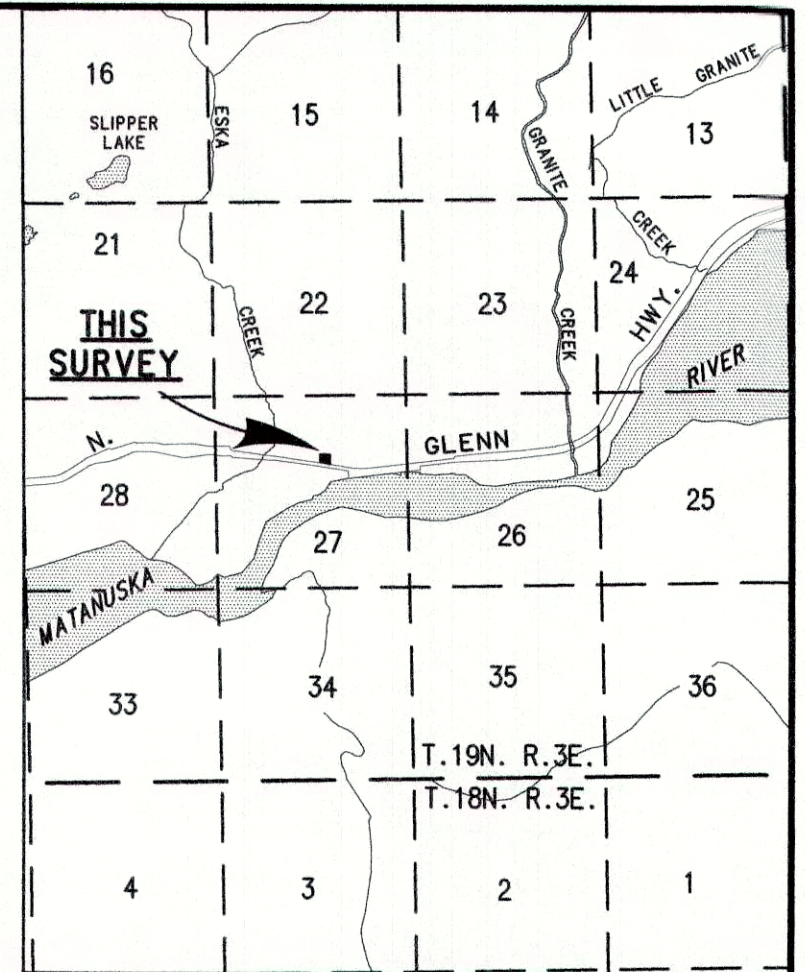 16
15
14
LITTLE GRANITE
13
SLIPPER
LAKE
ESKA
GRANITE
21
22
23
24
CREEK
CREEK
CREEK
HWY.
THIS
SURVEY
RIVER
N.
GLENN
28
27
26
25
MATANUSKA
33
34
35
36
T.19N. R.3E.
T.18N. R.3E.
4
3
2
1